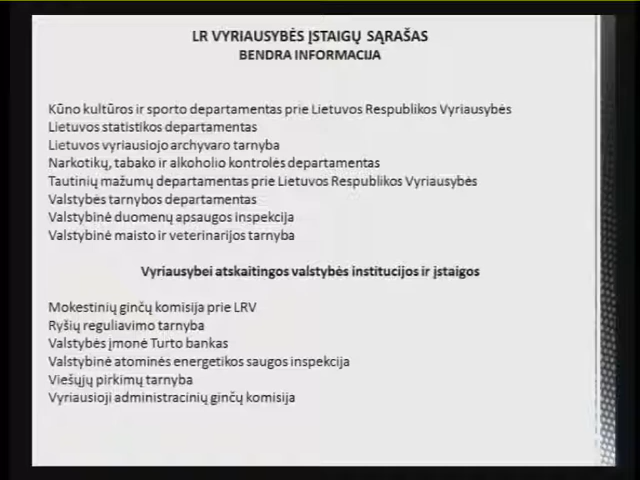 LR VYRIAUSYBĖS ĮSTAIGŲ SĄRAŠAS
BENDRA INFORMACIJA
Kūno kultūros ir sporto departamentas prie Lietuvos Respublikos Vyriausybės
Lietuvos statistikos departamentas
Lietuvos vyriausiojo archyvaro tarnyba
Narkotikų, tabako ir alkoholio kontrolės departamentas
Tautinių mažumų departamentas prie Lietuvos Respublikos Vyriausybės
Valstybės tarnybos departamentas
Valstybinė duomenų apsaugos inspekcija
Valstybinė maisto ir veterinarijos tarnyba
Vyriausybei atskaitingos valstybės institucijos ir įstaigos
Mokestinių ginčų komisija prie LRV
Ryšių reguliavimo tarnyba
Valstybės įmonė Turto bankas
Valstybinė atominės energetikos saugos inspekcija
Viešųjų pirkimų tarnyba
Vyriausioji administracinių ginčų komisija